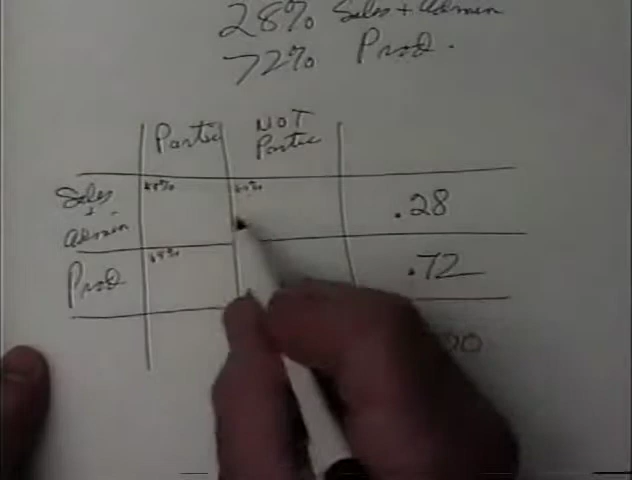 28% Sales + Admin
72% Prod.
Partic NOT Partic
Sales + Admin .28
Prod .72